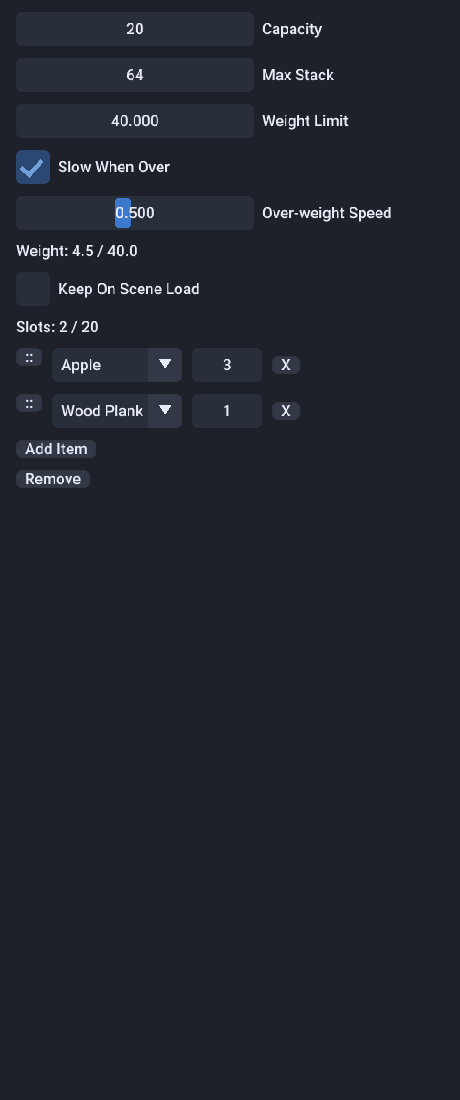 20 Capacity
64 Max Stack
40.000 Weight Limit
Slow When Over
0.500 Over-weight Speed
Weight: 4.5 / 40.0
Keep On Scene Load
Slots: 2 / 20
:: Apple 3 X
:: Wood Plank 1 X
Add Item
Remove